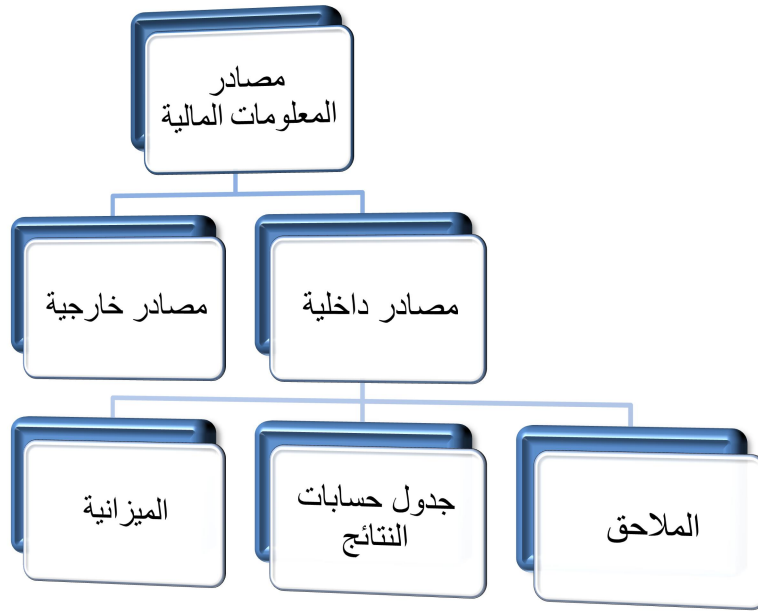 مصادر
المعلومات المالية
مصادر داخلية
مصادر خارجية
الملاحق
جدول حسابات
النتائج
الميزانية